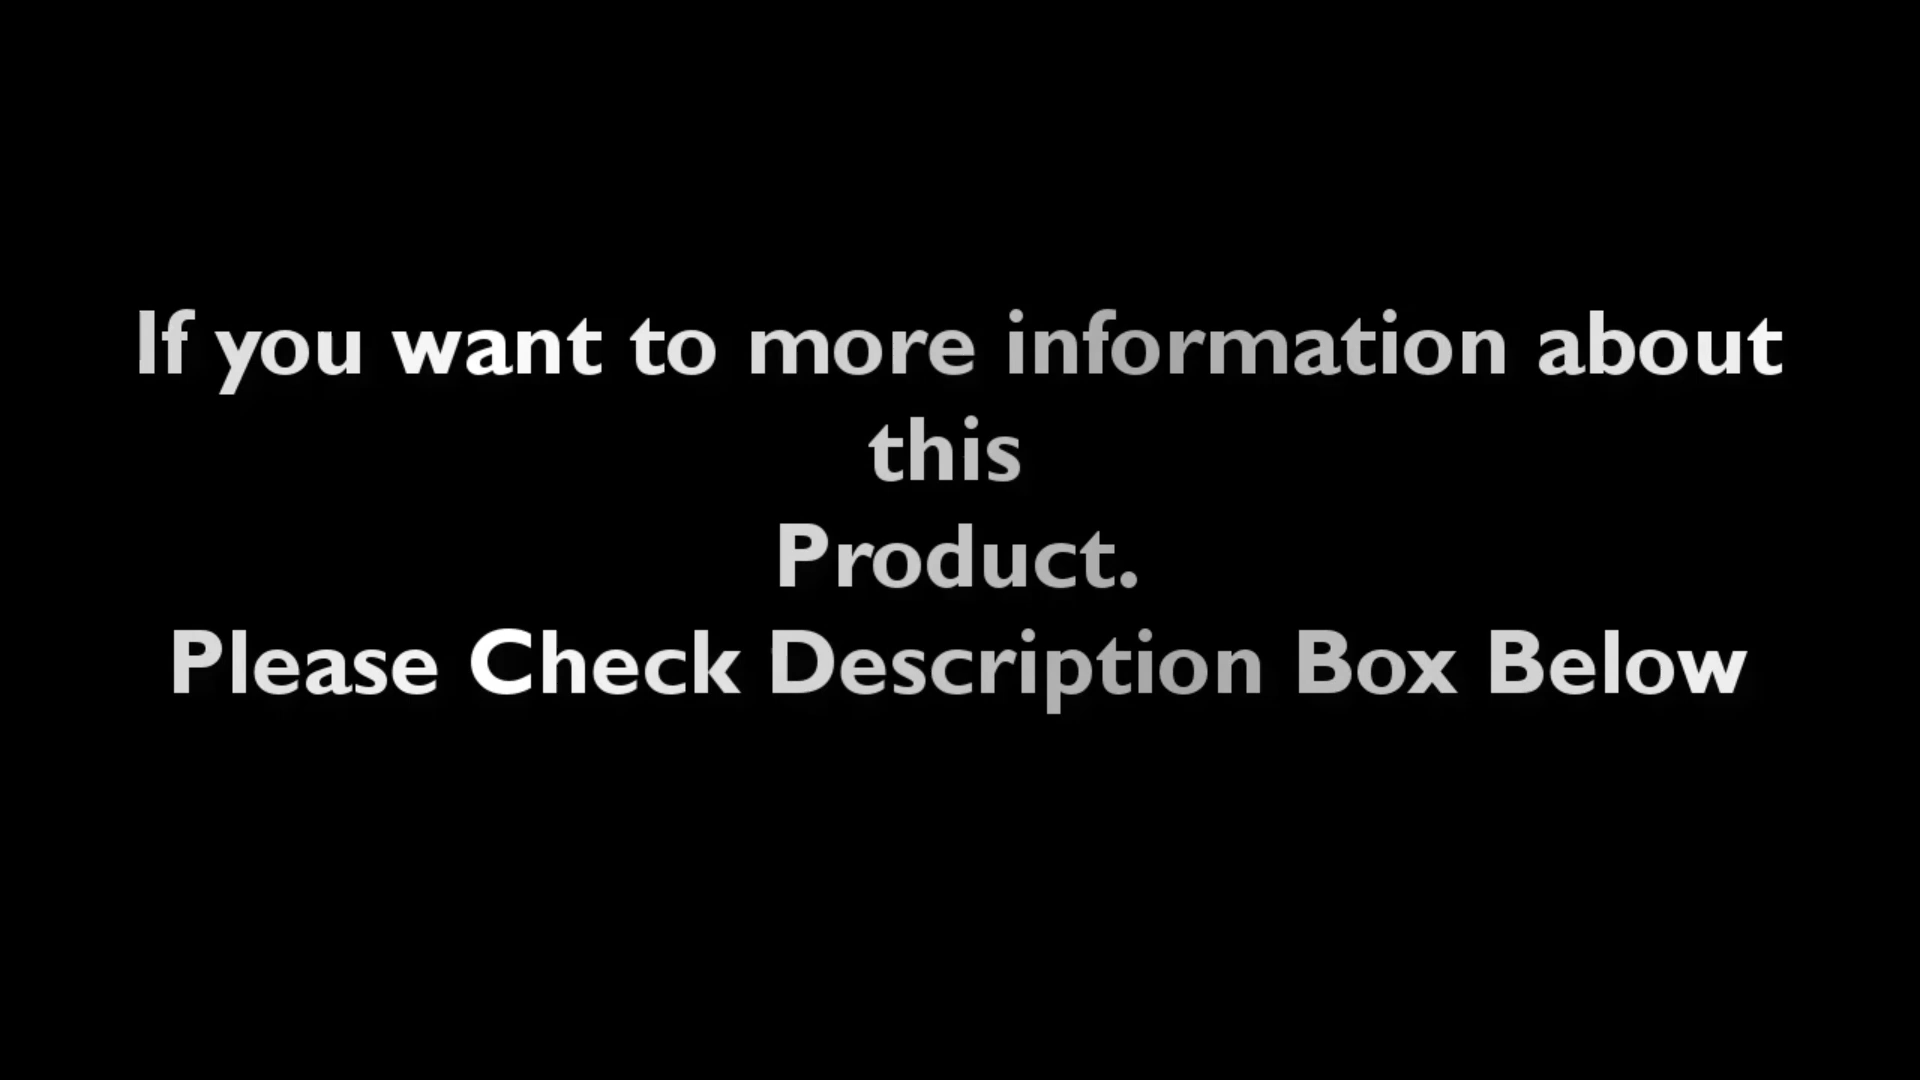 If you want to more information about
this
Product.
Please Check Description Box Below